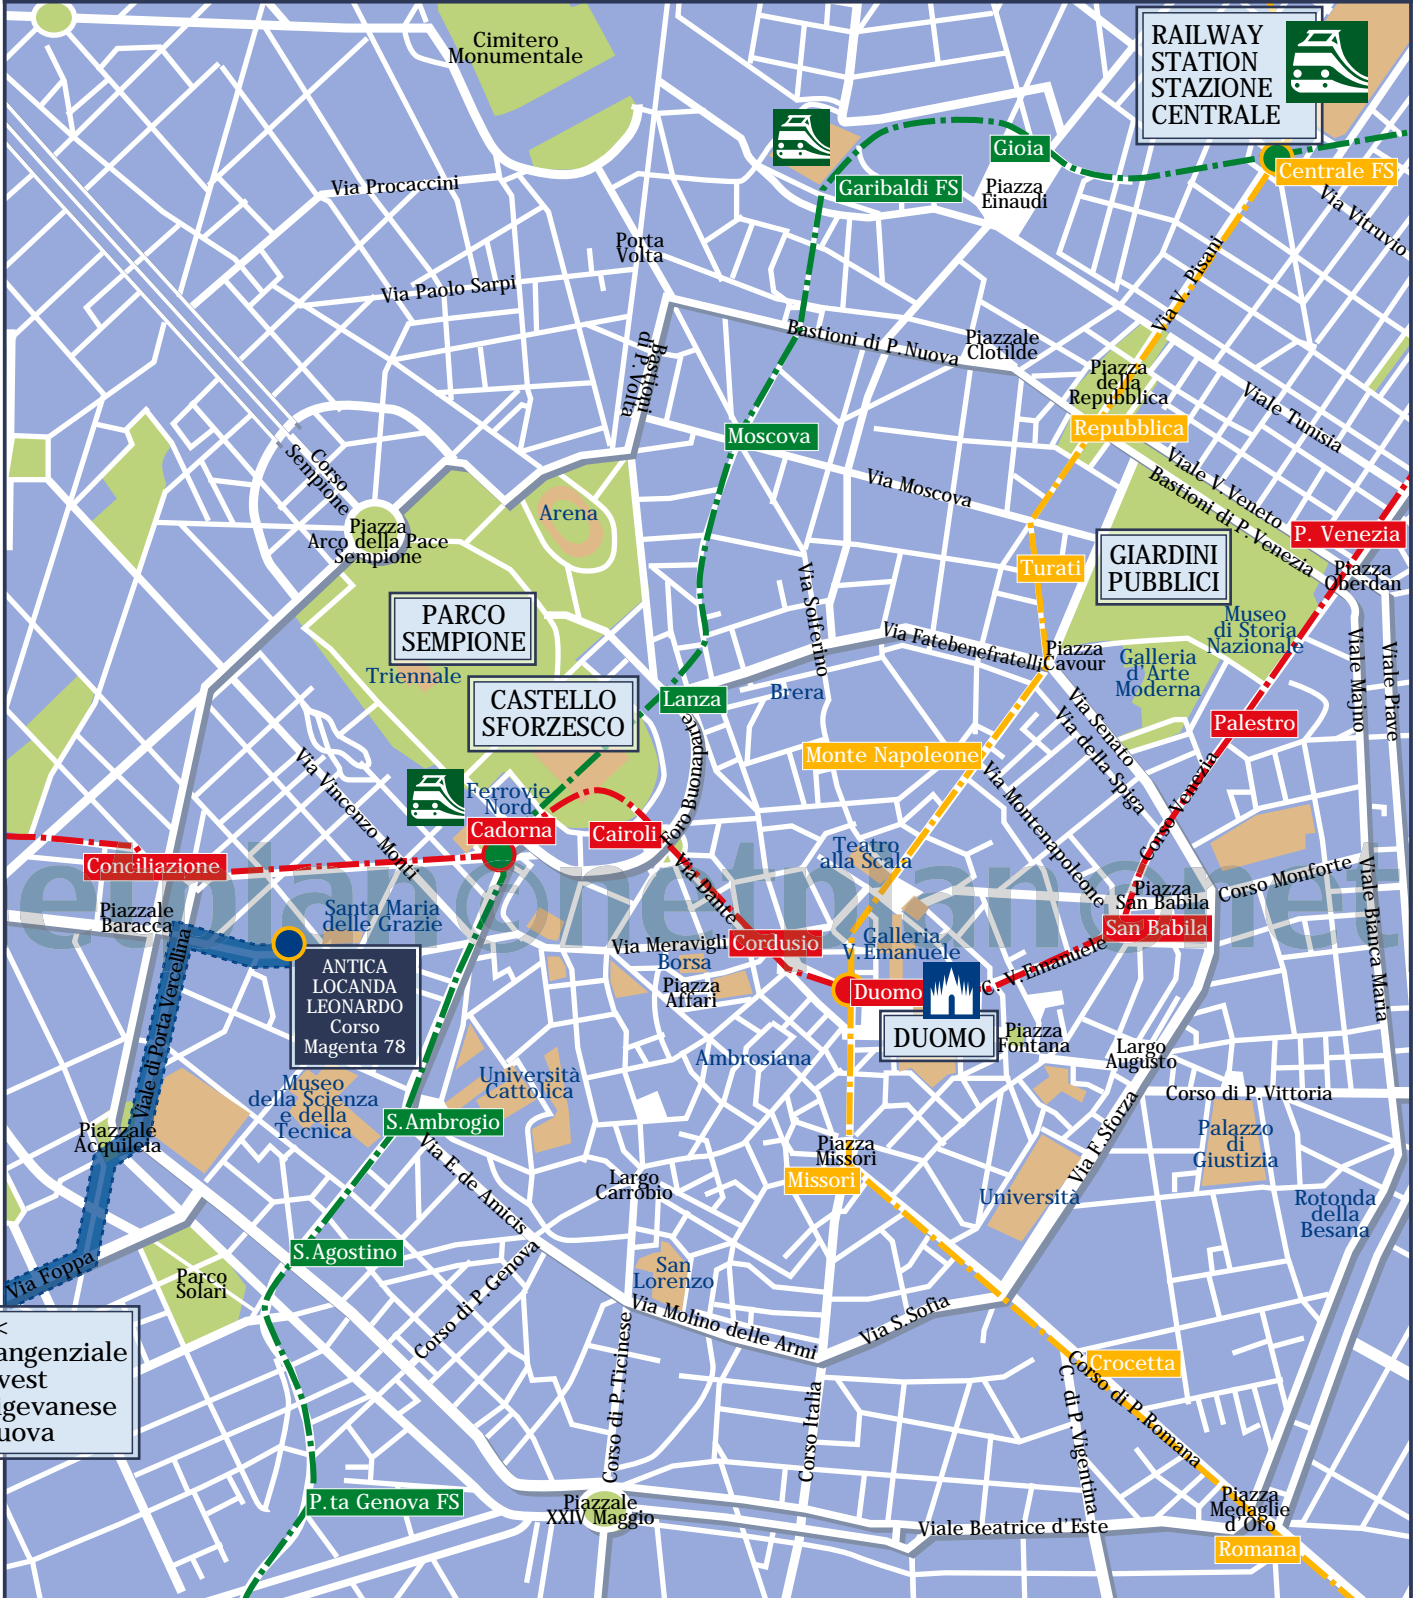 Cimitero
Monumentale
RAILWAY
STATION
STAZIONE
CENTRALE
Gioia
Centrale FS
Via Procaccini
Garibaldi FS
Piazza
Einaudi
Via Vitruvio
Porta
Volta
Via Paolo Sarpi
Via V. Pisani
Bastioni
di P. Volta
Bastioni di P.Nuova
Piazzale
Clotilde
Piazza
della
Repubblica
Viale Tunisia
Repubblica
Moscova
Corso
Sempione
Via Moscova
Viale V. Veneto
Bastioni di P. Venezia
Arena
Piazza
Arco della Pace
Sempione
P. Venezia
GIARDINI
PUBBLICI
Turati
Piazza
Oberdan
PARCO
SEMPIONE
Via Solferino
Via Fatebenefratelli
Piazza
Cavour
Museo
di Storia
Nazionale
Galleria
d'Arte
Moderna
Viale Majno
Viale Piave
Triennale
CASTELLO
SFORZESCO
Lanza
Brera
Via Senato
Via della Spiga
Palestro
Monte Napoleone
Via Vincenzo Monti
Ferrovie
Nord
Foro Buonaparte
Via Montenapoleone
Corso Venezia
Cadorna
Cairoli
Teatro
alla Scala
Conciliazione
Via Dante
Corso Monforte
Viale Bianca Maria
Piazzale
Baracca
Santa Maria
delle Grazie
Piazza
San Babila
San Babila
Via Meravigli
Cordusio
Borsa
Galleria
V.Emanuele
C. V.Emanuele
ANTICA
LOCANDA
LEONARDO
Corso
Magenta 78
Piazza
Affari
Duomo
DUOMO
Piazza
Fontana
Largo
Augusto
Viale di Porta Vercellina
Ambrosiana
Museo
della Scienza
e della
Tecnica
Università
Cattolica
Corso di P.Vittoria
S.Ambrogio
Piazzale
Acquileia
Via F.Sforza
Palazzo
di
Giustizia
Piazza
Missori
Missori
Via E.de Amicis
Largo
Carrobio
Università
Rotonda
della
Besana
S.Agostino
Via Foppa
Parco
Solari
San
Lorenzo
Corso di P.Genova
Via Molino delle Armi
Via S.Sofia
<
angenziale
vest
igevanese
uova
Corso di P.Ticinese
Crocetta
Corso di P.Romana
Corso Italia
C. di P.Vigentina
P.ta Genova FS
Piazzale
XXIV Maggio
Piazza
Medaglie
d'Oro
Viale Beatrice d'Este
Romana